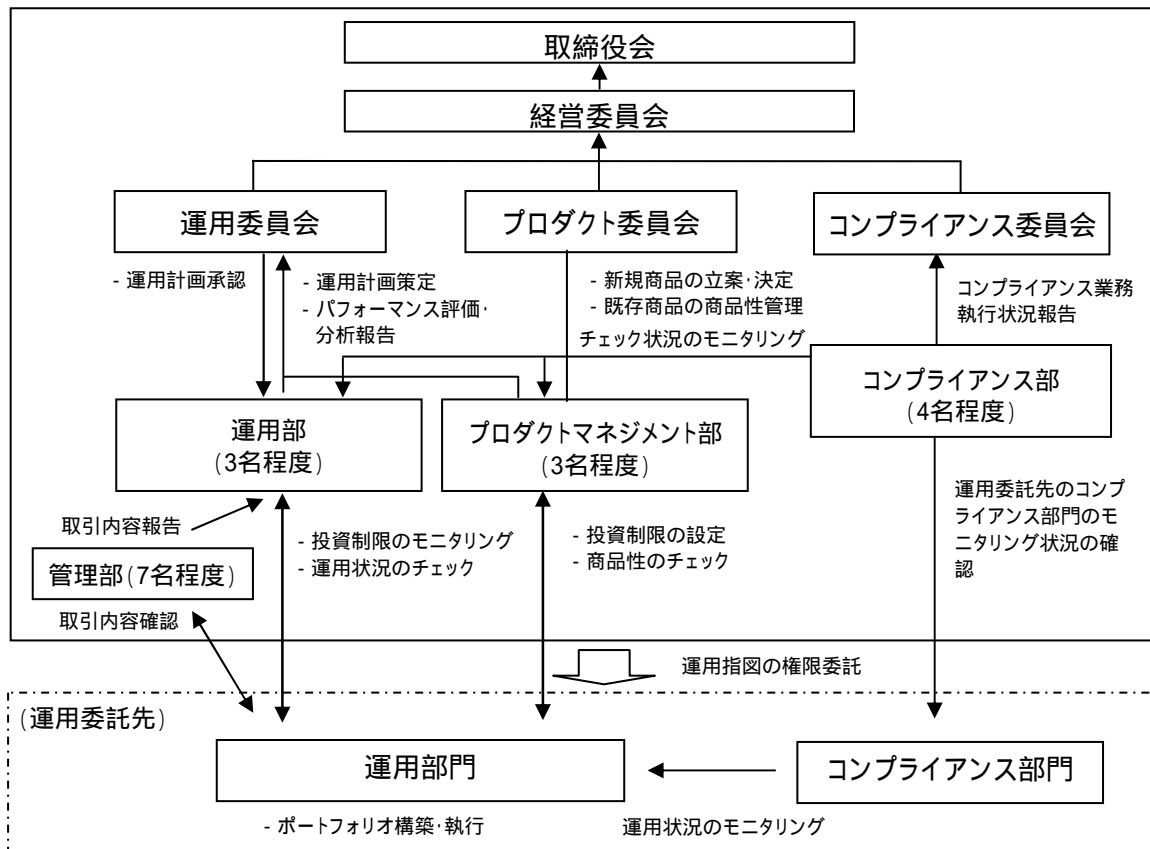 取締役会
経営委員会
運用委員会
プロダクト委員会
コンプライアンス委員会
- 運用計画承認
- 運用計画策定
- パフォーマンス評価・
分析報告
- 新規商品の立案・決定
- 既存商品の商品性管理
チェック状況のモニタリング
コンプライアンス業務
執行状況報告
運用部
(3名程度)
プロダクトマネジメント部
(3名程度)
コンプライアンス部
(4名程度)
取引内容報告
管理部(7名程度)
取引内容確認
- 投資制限のモニタリング
- 運用状況のチェック
- 投資制限の設定
- 商品性のチェック
運用委託先のコンプ
ライアンス部門のモ
ニタリング状況の確
認
運用指図の権限委託
(運用委託先)
運用部門
コンプライアンス部門
- ポートフォリオ構築・執行
運用状況のモニタリング